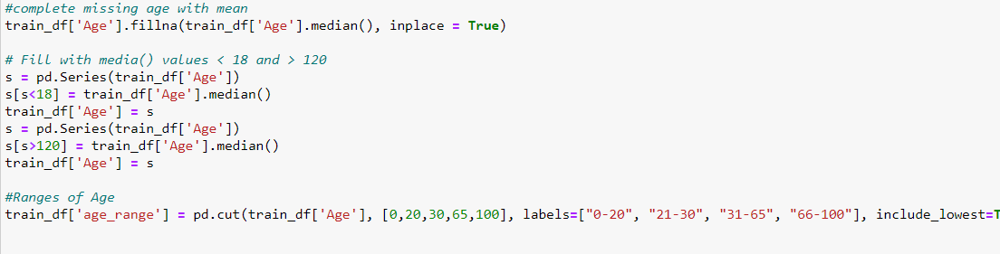 #complete missing age with mean
train_df['Age'].fillna(train_df['Age'].median(), inplace = True)
# Fill with media() values < 18 and > 120
s = pd.Series(train_df['Age'])
s[s<18] = train_df['Age'].median()
train_df['Age'] = s
s = pd.Series(train_df['Age'])
s[s>120] = train_df['Age'].median()
train_df['Age'] = s
#Ranges of Age
train_df['age_range'] = pd.cut(train_df['Age'], [0,20,30,65,100], labels=["0-20", "21-30", "31-65", "66-100"], include_lowest=T